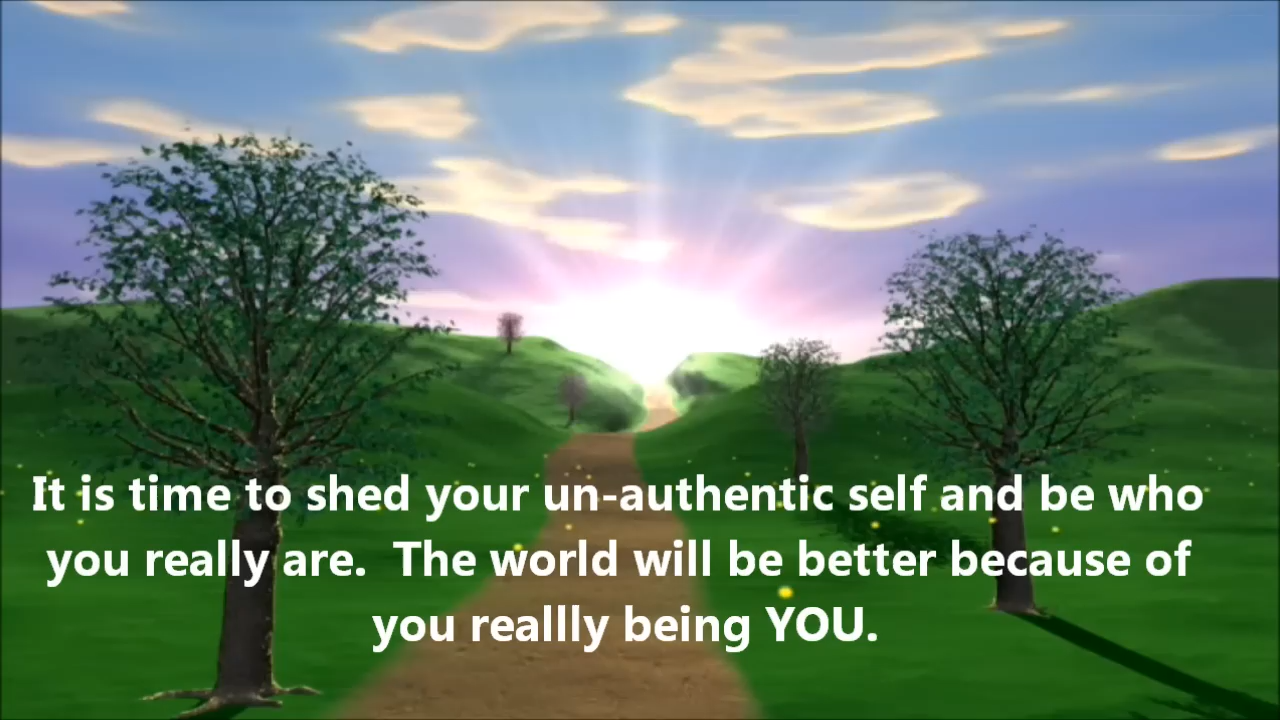 It is time to shed your un-authentic self and be who
you really are.  The world will be better because of
you reallly being YOU.